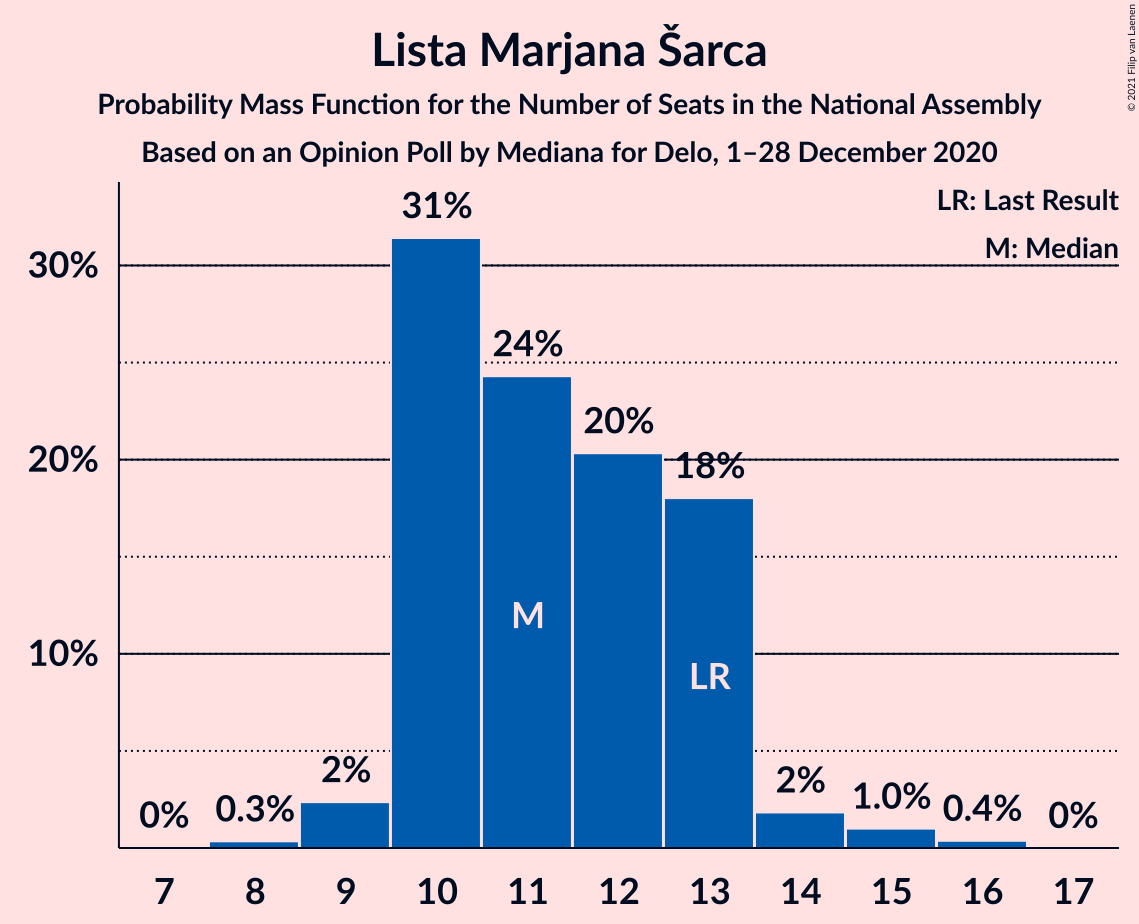 Lista Marjana Šarca
Probability Mass Function for the Number of Seats in the National Assembly
Based on an Opinion Poll by Mediana for Delo, 1–28 December 2020
© 2021 Filip van Laenen
LR: Last Result
M: Median
30%
20%
10%
0%
0.3%
2%
31%
24%
20%
18%
2%
1.0%
0.4%
0%
M
LR
7 8 9 10 11 12 13 14 15 16 17